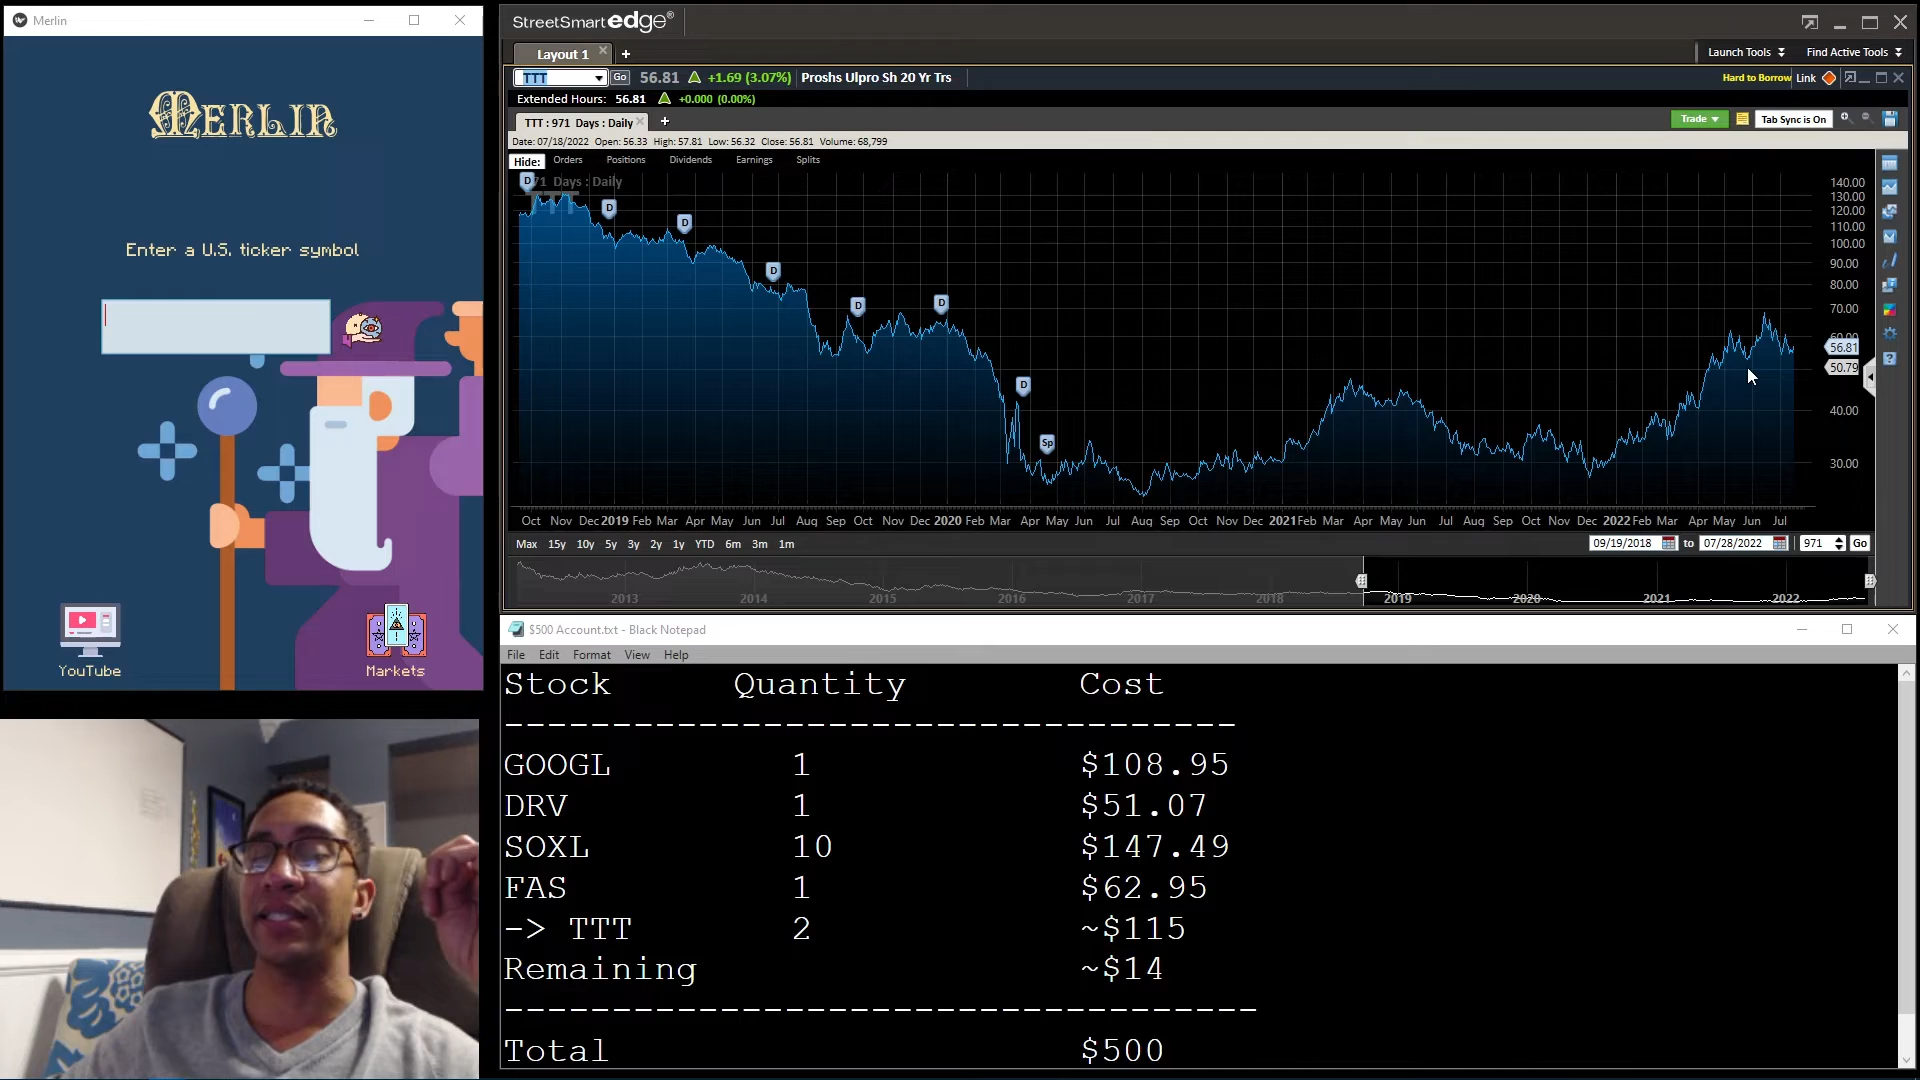 Merlin
MERLIN
Enter a U.S. ticker symbol
YouTube
Markets
StreetSmart edge®
Layout 1
Launch Tools
Find Active Tools
TTT
Go
56.81
+1.69 (3.07%)
Proshs Ulpro Sh 20 Yr Trs
Hard to Borrow
Link
Extended Hours: 56.81 +0.000 (0.00%)
TTT : 971 Days : Daily
Trade
Tab Sync is On
Date: 07/18/2022 Open: 56.33 High: 57.81 Low: 56.32 Close: 56.81 Volume: 68,799
Hide: Orders Positions Dividends Earnings Splits
71 Days : Daily
TTT
D
D
D
D
D
D
D
Sp
140.00
130.00
120.00
110.00
100.00
90.00
80.00
70.00
60.00
56.81
50.79
40.00
30.00
Oct Nov Dec 2019 Feb Mar Apr May Jun Jul Aug Sep Oct Nov Dec 2020 Feb Mar Apr May Jun Jul Aug Sep Oct Nov Dec 2021 Feb Mar Apr May Jun Jul Aug Sep Oct Nov Dec 2022 Feb Mar Apr May Jun Jul
Max 15y 10y 5y 3y 2y 1y YTD 6m 3m 1m
09/19/2018 to 07/28/2022 971 Go
2013 2014 2015 2016 2017 2018 2019 2020 2021 2022
$500 Account.txt - Black Notepad
File Edit Format View Help
Stock Quantity Cost
----------------------------------
GOOGL 1 $108.95
DRV 1 $51.07
SOXL 10 $147.49
FAS 1 $62.95
-> TTT 2 ~$115
Remaining ~$14
-----------------------------------
Total $500